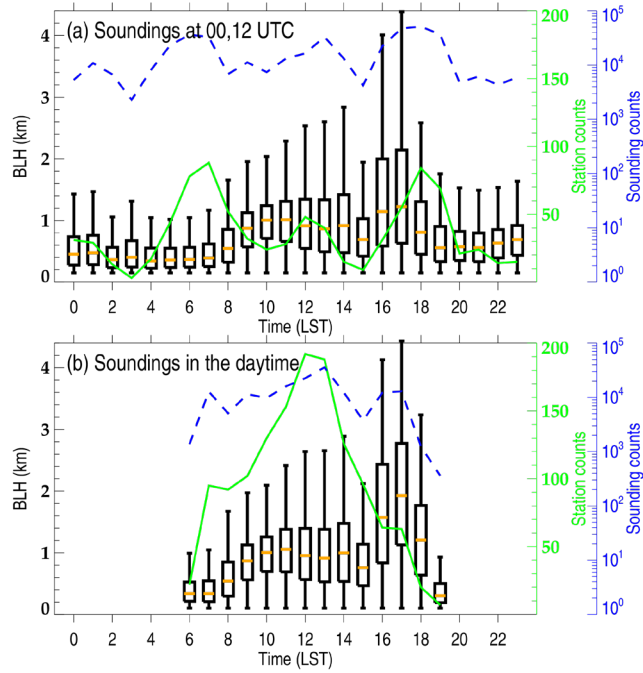 (a) Soundings at 00,12 UTC
BLH (km)
4
3
2
1
0
200
150
100
50
Station counts
10^5
10^4
10^3
10^2
10^1
10^0
Sounding counts
0 2 4 6 8 10 12 14 16 18 20 22
Time (LST)
(b) Soundings in the daytime
BLH (km)
4
3
2
1
0
200
150
100
50
Station counts
10^5
10^4
10^3
10^2
10^1
10^0
Sounding counts
0 2 4 6 8 10 12 14 16 18 20 22
Time (LST)